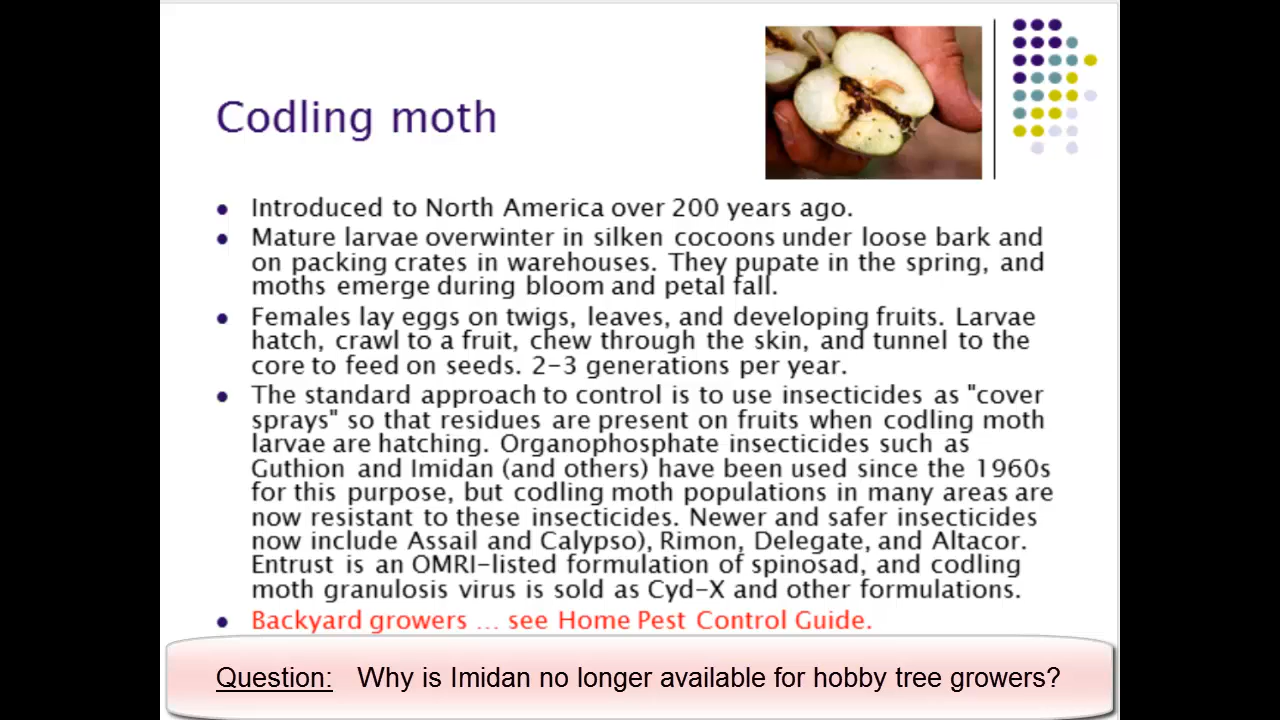 Codling moth
• Introduced to North America over 200 years ago.
• Mature larvae overwinter in silken cocoons under loose bark and
on packing crates in warehouses. They pupate in the spring, and
moths emerge during bloom and petal fall.
• Females lay eggs on twigs, leaves, and developing fruits. Larvae
hatch, crawl to a fruit, chew through the skin, and tunnel to the
core to feed on seeds. 2-3 generations per year.
• The standard approach to control is to use insecticides as "cover
sprays" so that residues are present on fruits when codling moth
larvae are hatching. Organophosphate insecticides such as
Guthion and Imidan (and others) have been used since the 1960s
for this purpose, but codling moth populations in many areas are
now resistant to these insecticides. Newer and safer insecticides
now include Assail and Calypso), Rimon, Delegate, and Altacor.
Entrust is an OMRI-listed formulation of spinosad, and codling
moth granulosis virus is sold as Cyd-X and other formulations.
• Backyard growers ... see Home Pest Control Guide.
Question: Why is Imidan no longer available for hobby tree growers?